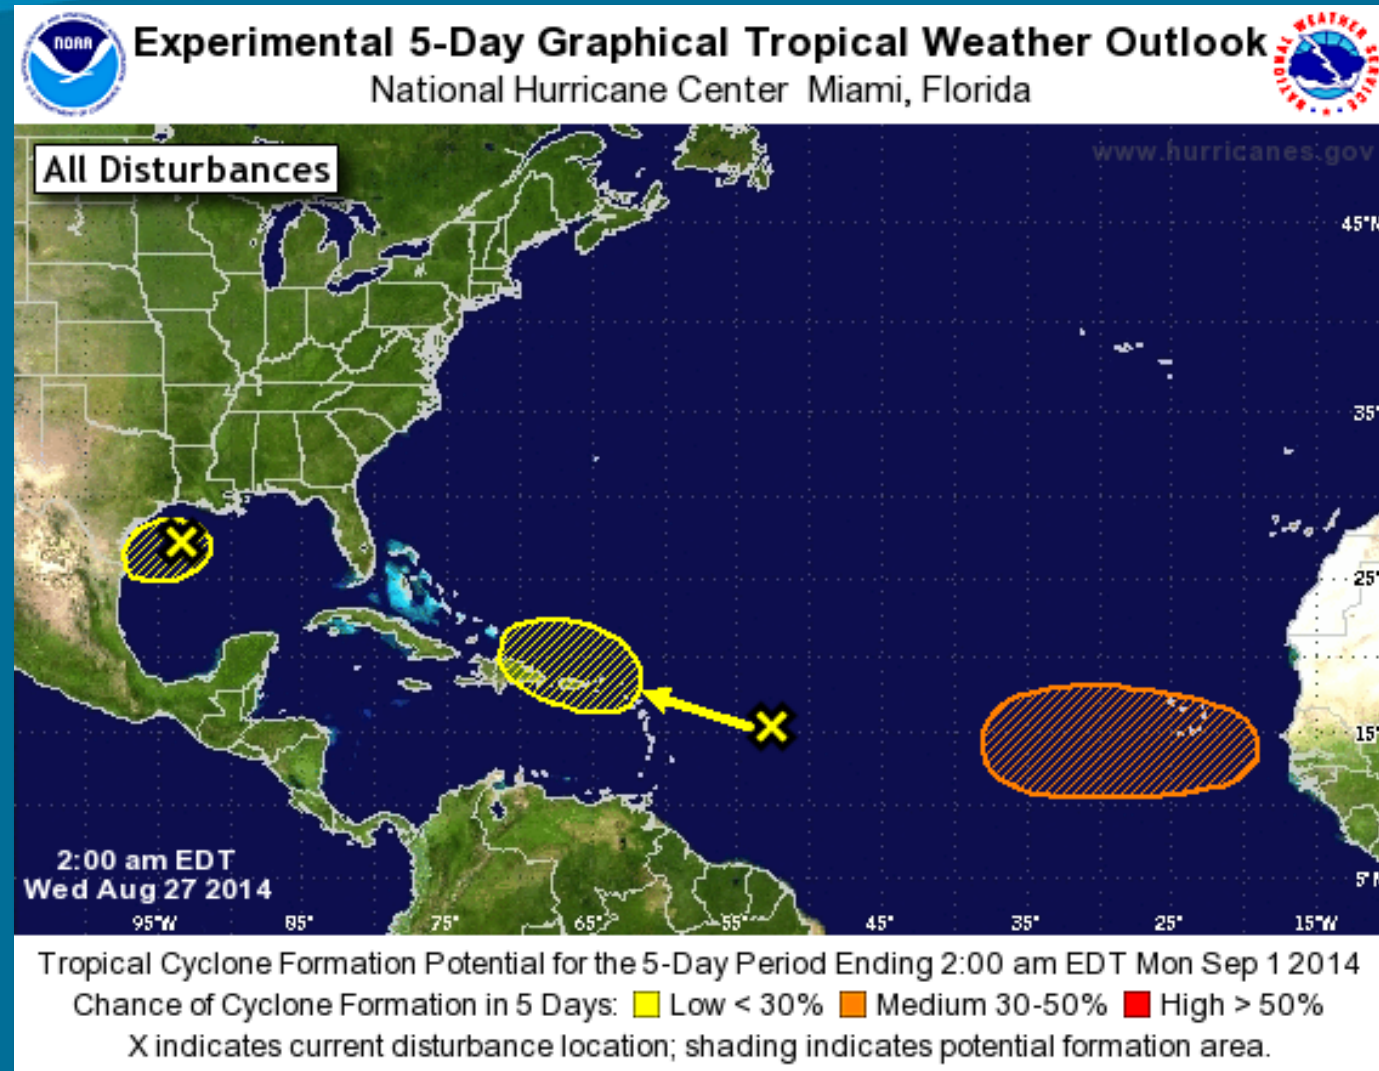 NOAA
Experimental 5-Day Graphical Tropical Weather Outlook
National Hurricane Center Miami, Florida
NATIONAL WEATHER SERVICE
All Disturbances
www.hurricanes.gov
45°N
35°
25°
15°
5°N
2:00 am EDT
Wed Aug 27 2014
95°W 85° 75° 65° 55° 45° 35° 25° 15°W
Tropical Cyclone Formation Potential for the 5-Day Period Ending 2:00 am EDT Mon Sep 1 2014
Chance of Cyclone Formation in 5 Days: Low < 30% Medium 30-50% High > 50%
X indicates current disturbance location; shading indicates potential formation area.